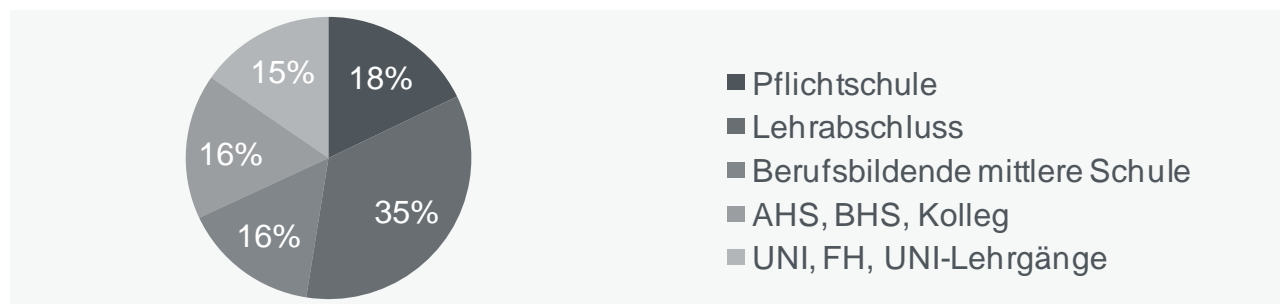 15%
18%
16%
35%
16%
Pflichtschule
Lehrabschluss
Berufsbildende mittlere Schule
AHS, BHS, Kolleg
UNI, FH, UNI-Lehrgänge